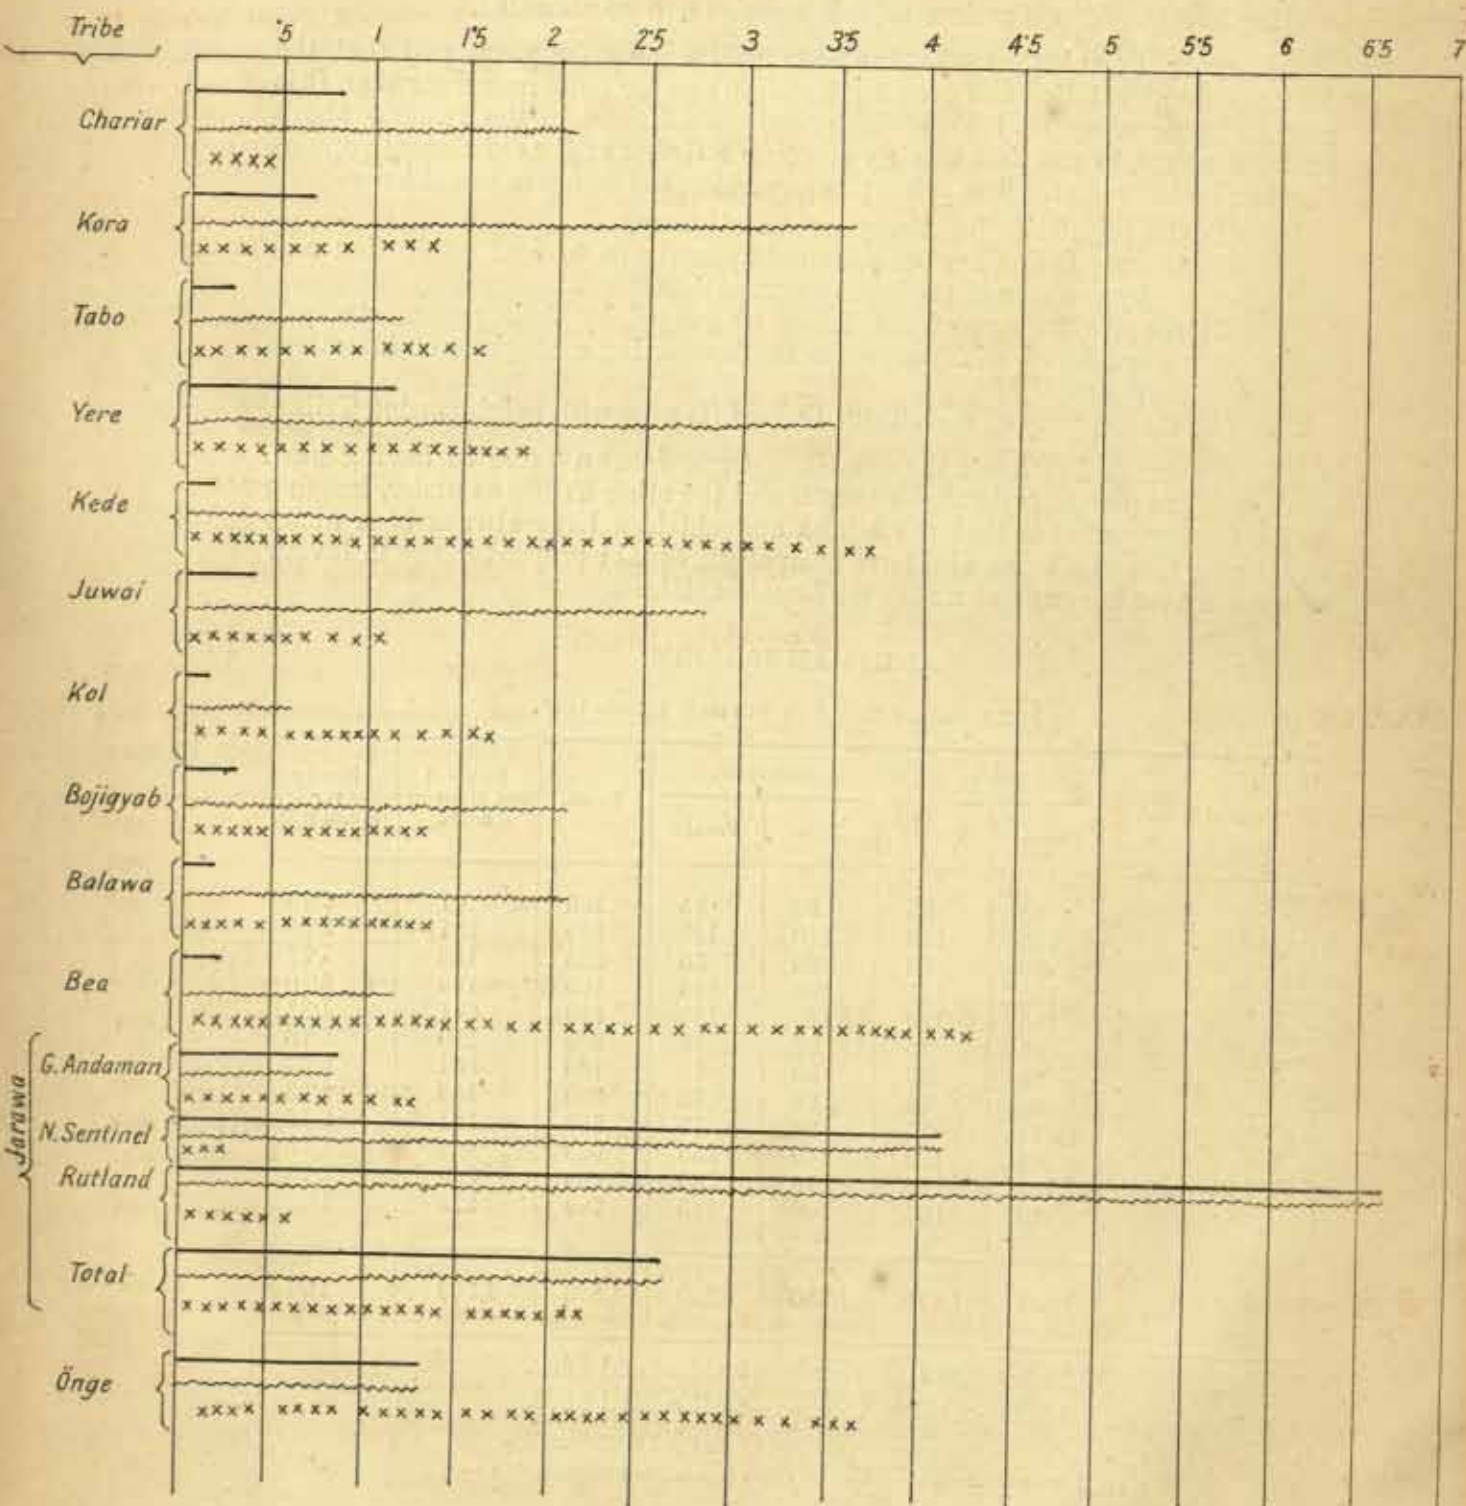 Tribe ·5 1 1·5 2 2·5 3 3·5 4 4·5 5 5·5 6 6·5 7
Chariar
Kora
Tabo
Yere
Kede
Juwai
Kol
Bojigyab
Balawa
Bea
Jarawa
G. Andaman
N. Sentinel
Rutland
Total
Önge